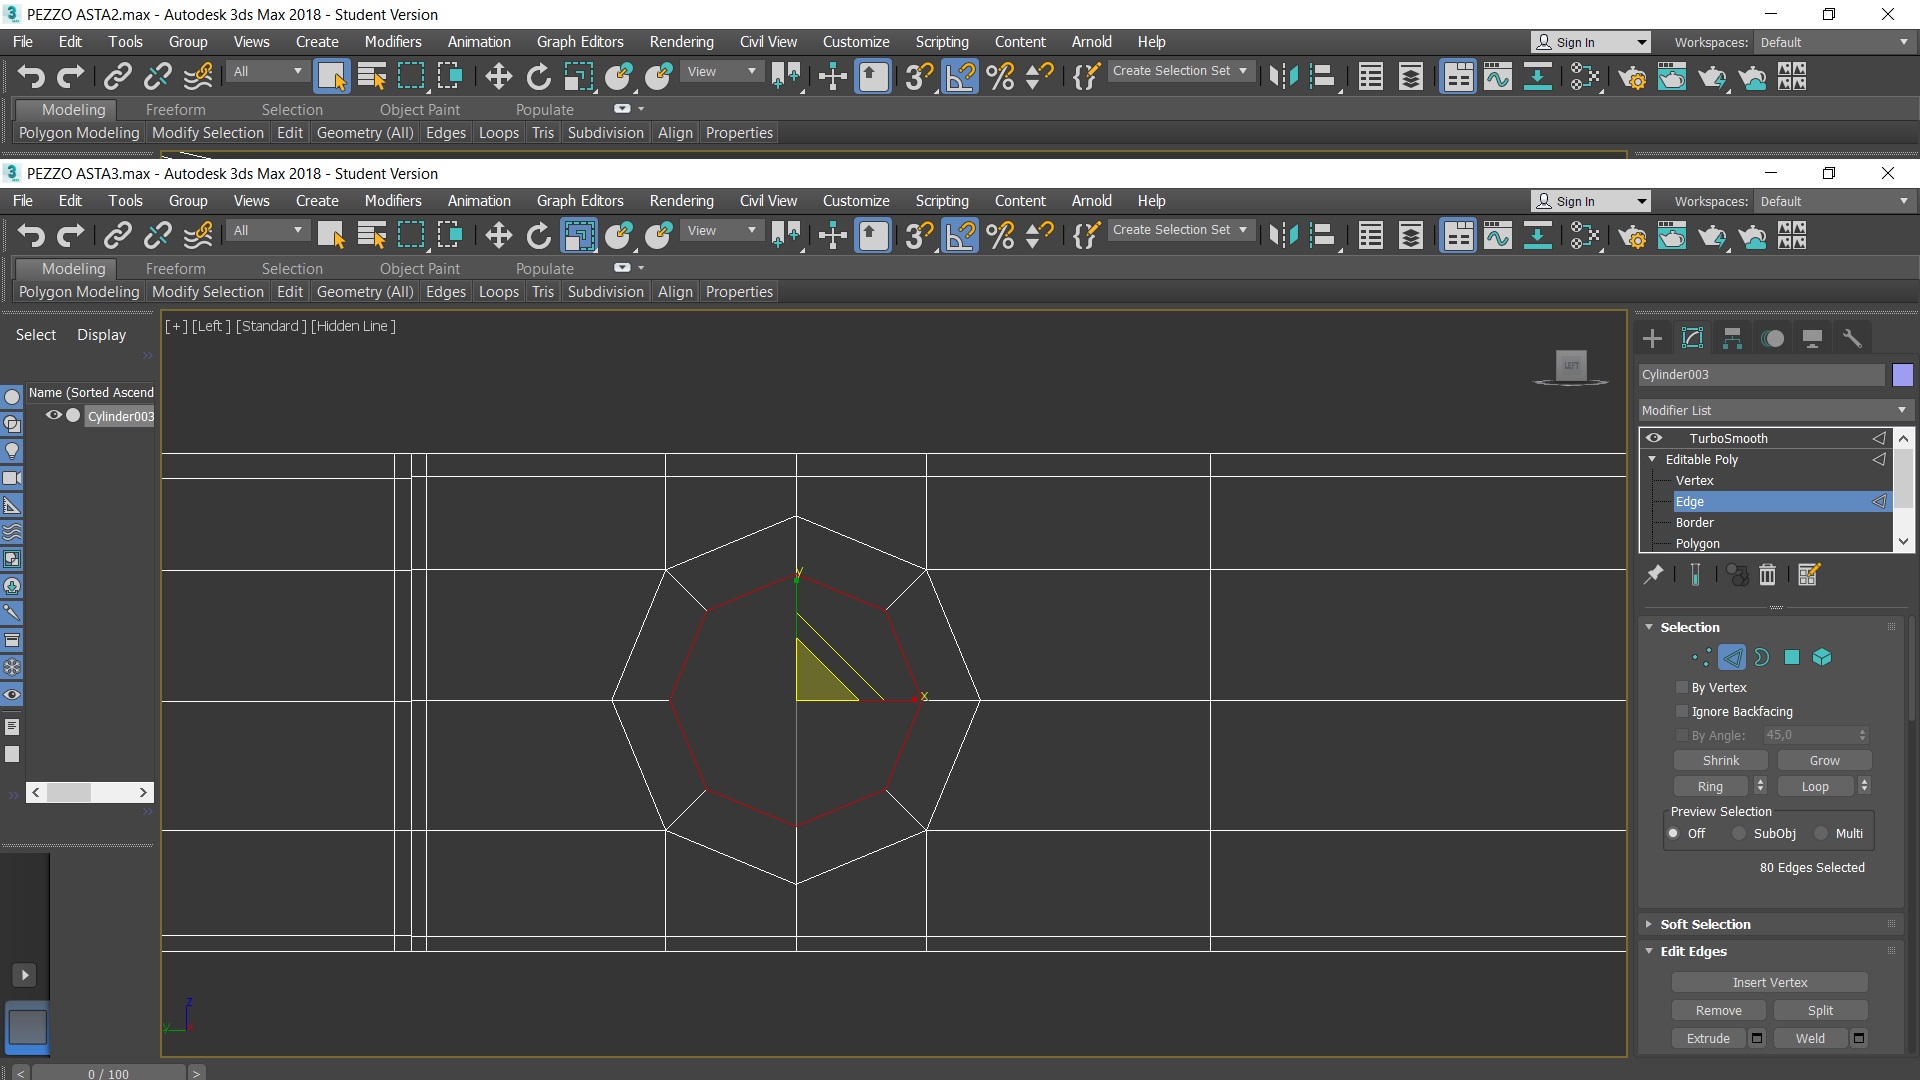 PEZZO ASTA2.max - Autodesk 3ds Max 2018 - Student Version
File Edit Tools Group Views Create Modifiers Animation Graph Editors Rendering Civil View Customize Scripting Content Arnold Help Sign In Workspaces: Default
All View Create Selection Set
Modeling Freeform Selection Object Paint Populate
Polygon Modeling Modify Selection Edit Geometry (All) Edges Loops Tris Subdivision Align Properties
PEZZO ASTA3.max - Autodesk 3ds Max 2018 - Student Version
File Edit Tools Group Views Create Modifiers Animation Graph Editors Rendering Civil View Customize Scripting Content Arnold Help Sign In Workspaces: Default
All View Create Selection Set
Modeling Freeform Selection Object Paint Populate
Polygon Modeling Modify Selection Edit Geometry (All) Edges Loops Tris Subdivision Align Properties
Select Display
[+] [Left ] [Standard ] [Hidden Line ]
LEFT
Name (Sorted Ascend
Cylinder003
y
x
z
y
Cylinder003
Modifier List
TurboSmooth
Editable Poly
Vertex
Edge
Border
Polygon
Selection
By Vertex
Ignore Backfacing
By Angle: 45,0
Shrink Grow
Ring Loop
Preview Selection
Off SubObj Multi
80 Edges Selected
Soft Selection
Edit Edges
Insert Vertex
Remove Split
Extrude Weld
< 0 / 100 >